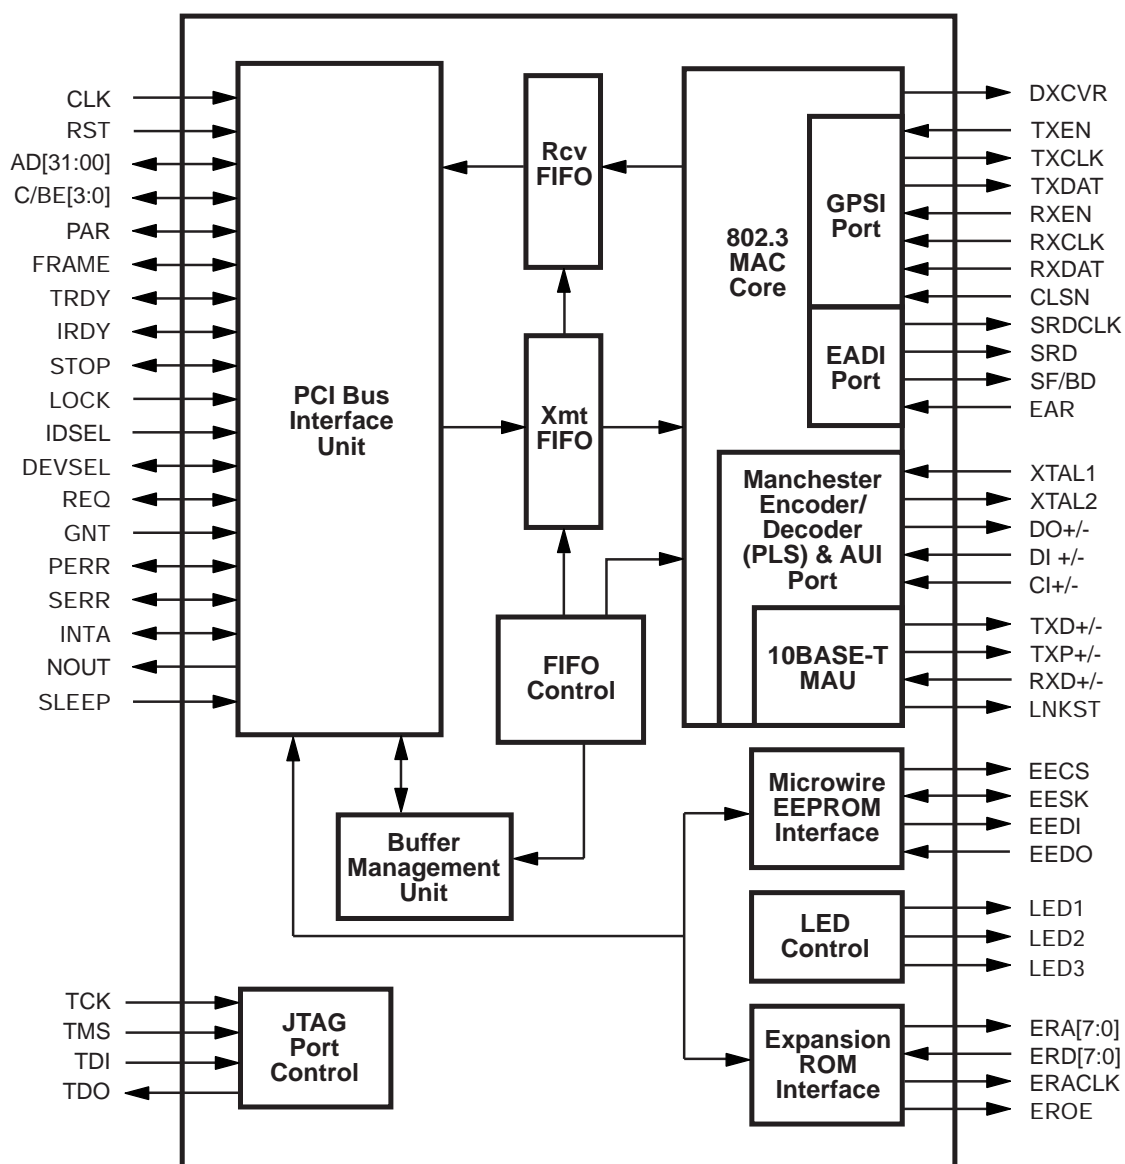 CLK
RST
AD[31:00]
C/BE[3:0]
PAR
FRAME
TRDY
IRDY
STOP
LOCK
IDSEL
DEVSEL
REQ
GNT
PERR
SERR
INTA
NOUT
SLEEP
TCK
TMS
TDI
TDO
PCI Bus
Interface
Unit
Rcv
FIFO
Xmt
FIFO
FIFO
Control
Buffer
Management
Unit
JTAG
Port
Control
802.3
MAC
Core
GPSI
Port
EADI
Port
Manchester
Encoder/
Decoder
(PLS) & AUI
Port
10BASE-T
MAU
Microwire
EEPROM
Interface
LED
Control
Expansion
ROM
Interface
DXCVR
TXEN
TXCLK
TXDAT
RXEN
RXCLK
RXDAT
CLSN
SRDCLK
SRD
SF/BD
EAR
XTAL1
XTAL2
DO+/-
DI +/-
CI+/-
TXD+/-
TXP+/-
RXD+/-
LNKST
EECS
EESK
EEDI
EEDO
LED1
LED2
LED3
ERA[7:0]
ERD[7:0]
ERACLK
EROE